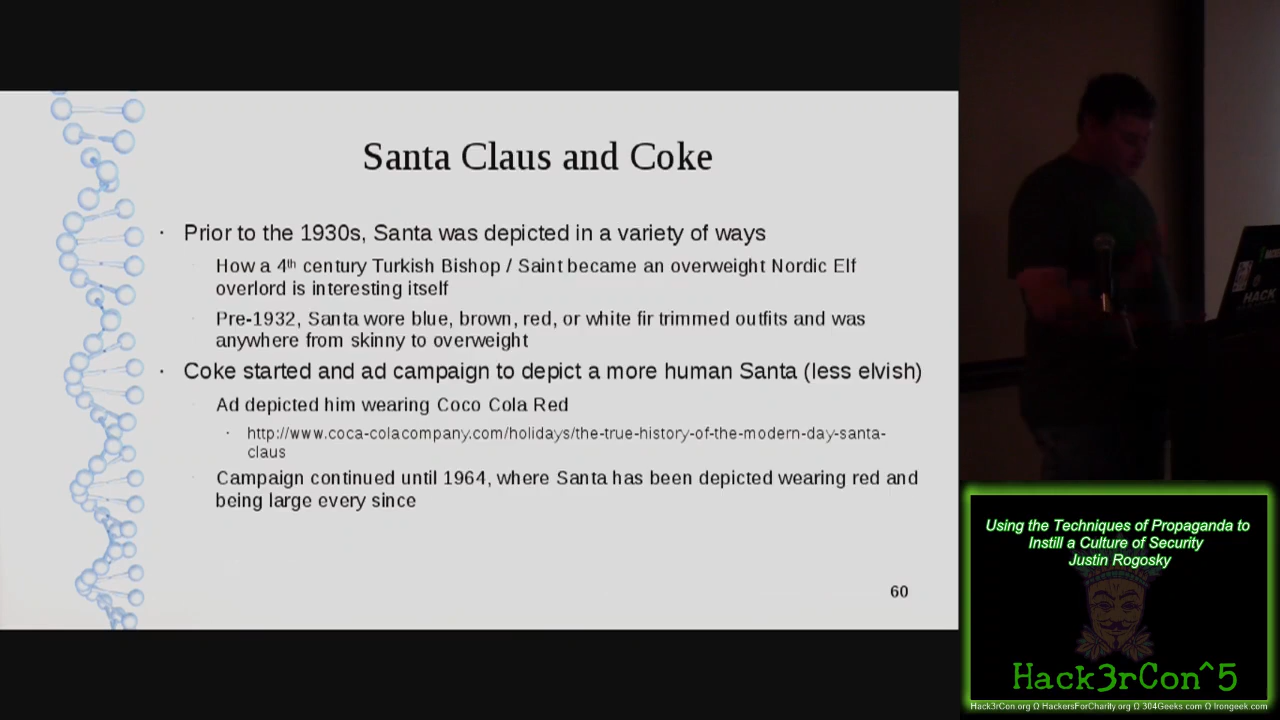 Santa Claus and Coke
· Prior to the 1930s, Santa was depicted in a variety of ways
How a 4th century Turkish Bishop / Saint became an overweight Nordic Elf
overlord is interesting itself
Pre-1932, Santa wore blue, brown, red, or white fir trimmed outfits and was
anywhere from skinny to overweight
· Coke started and ad campaign to depict a more human Santa (less elvish)
Ad depicted him wearing Coco Cola Red
· http://www.coca-colacompany.com/holidays/the-true-history-of-the-modern-day-santa-
claus
Campaign continued until 1964, where Santa has been depicted wearing red and
being large every since
60
HACK
Using the Techniques of Propaganda to
Instill a Culture of Security
Justin Rogosky
Hack3rCon^5
Hack3rCon.org Ω HackersForCharity.org Ω 304Geeks.com Ω Irongeek.com